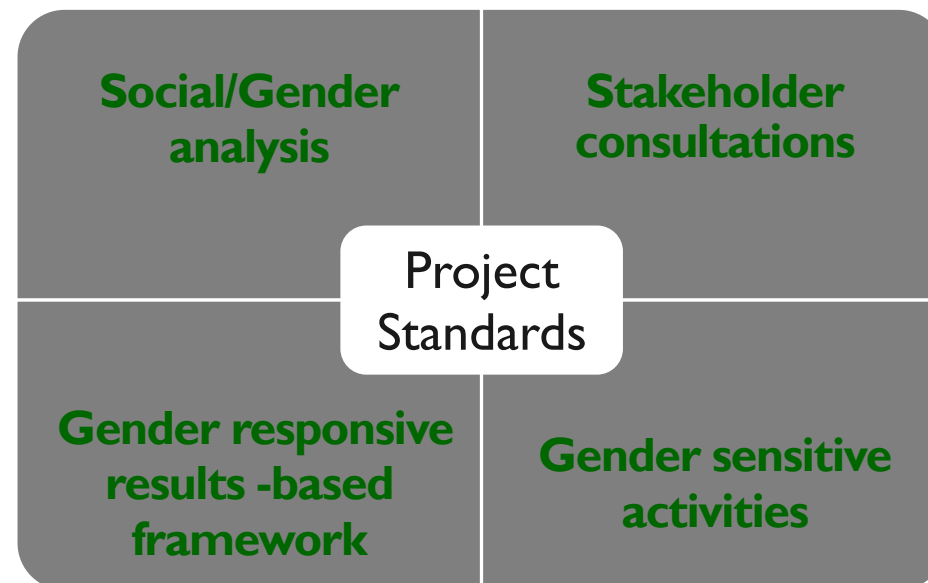 Social/Gender
analysis
Stakeholder
consultations
Project
Standards
Gender responsive
results -based
framework
Gender sensitive
activities